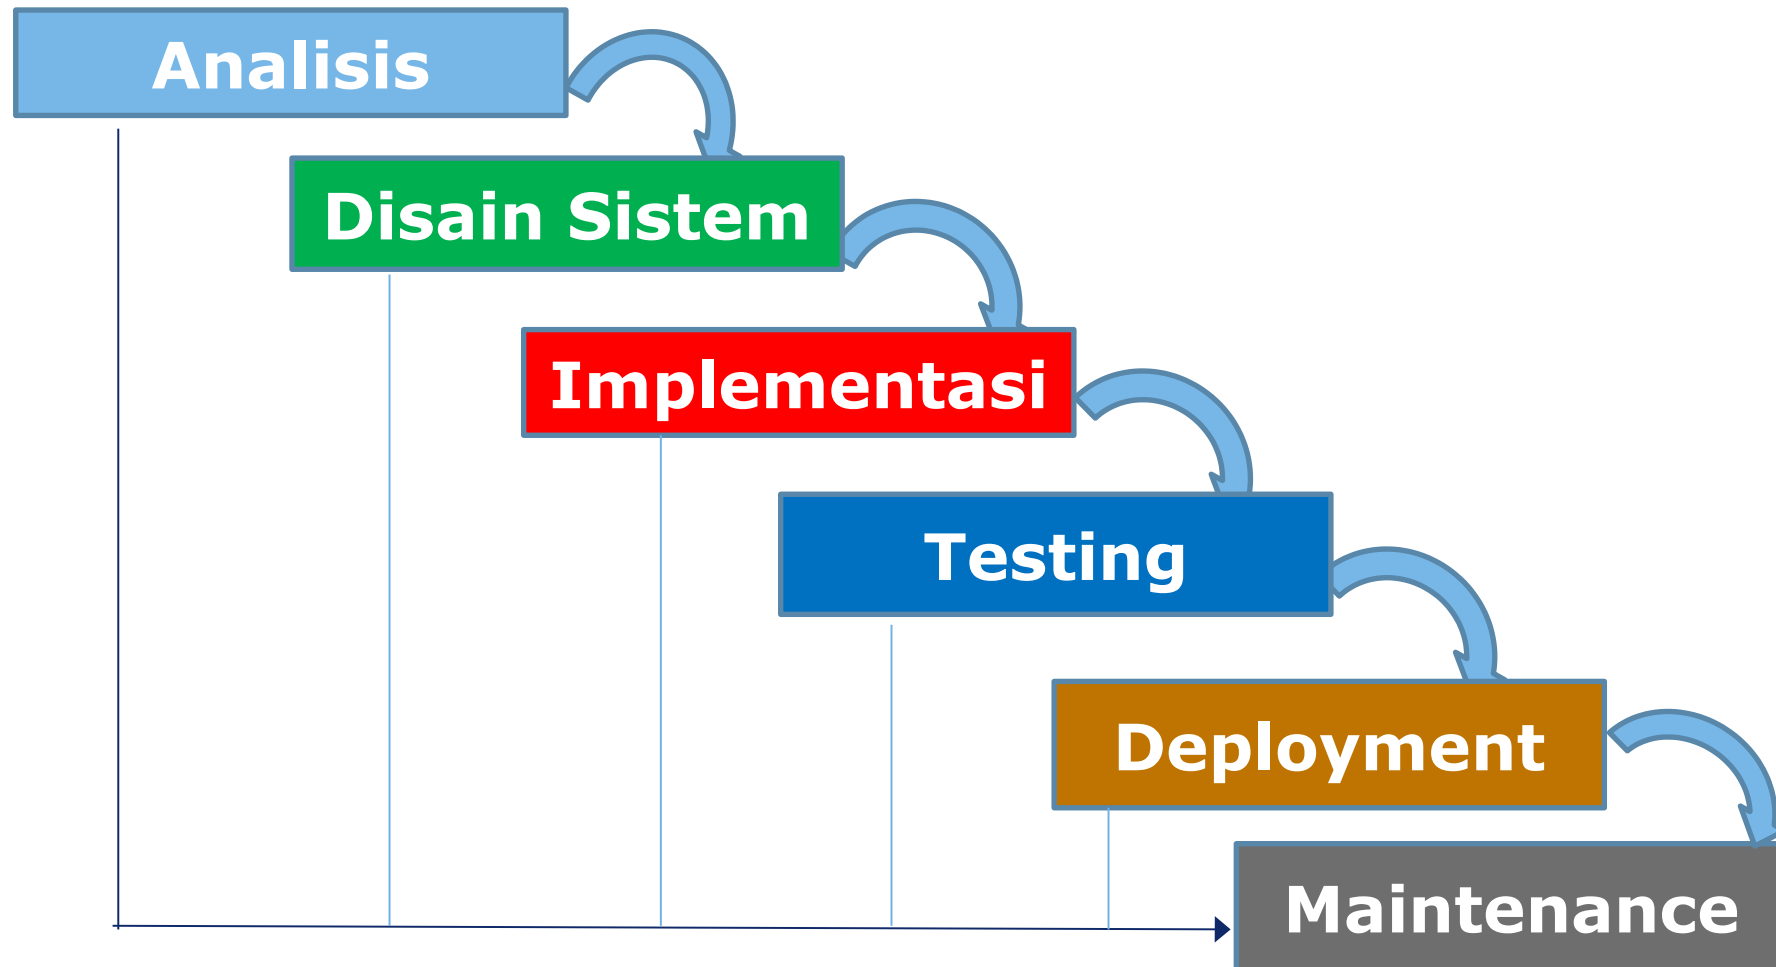 Analisis
Disain Sistem
Implementasi
Testing
Deployment
Maintenance